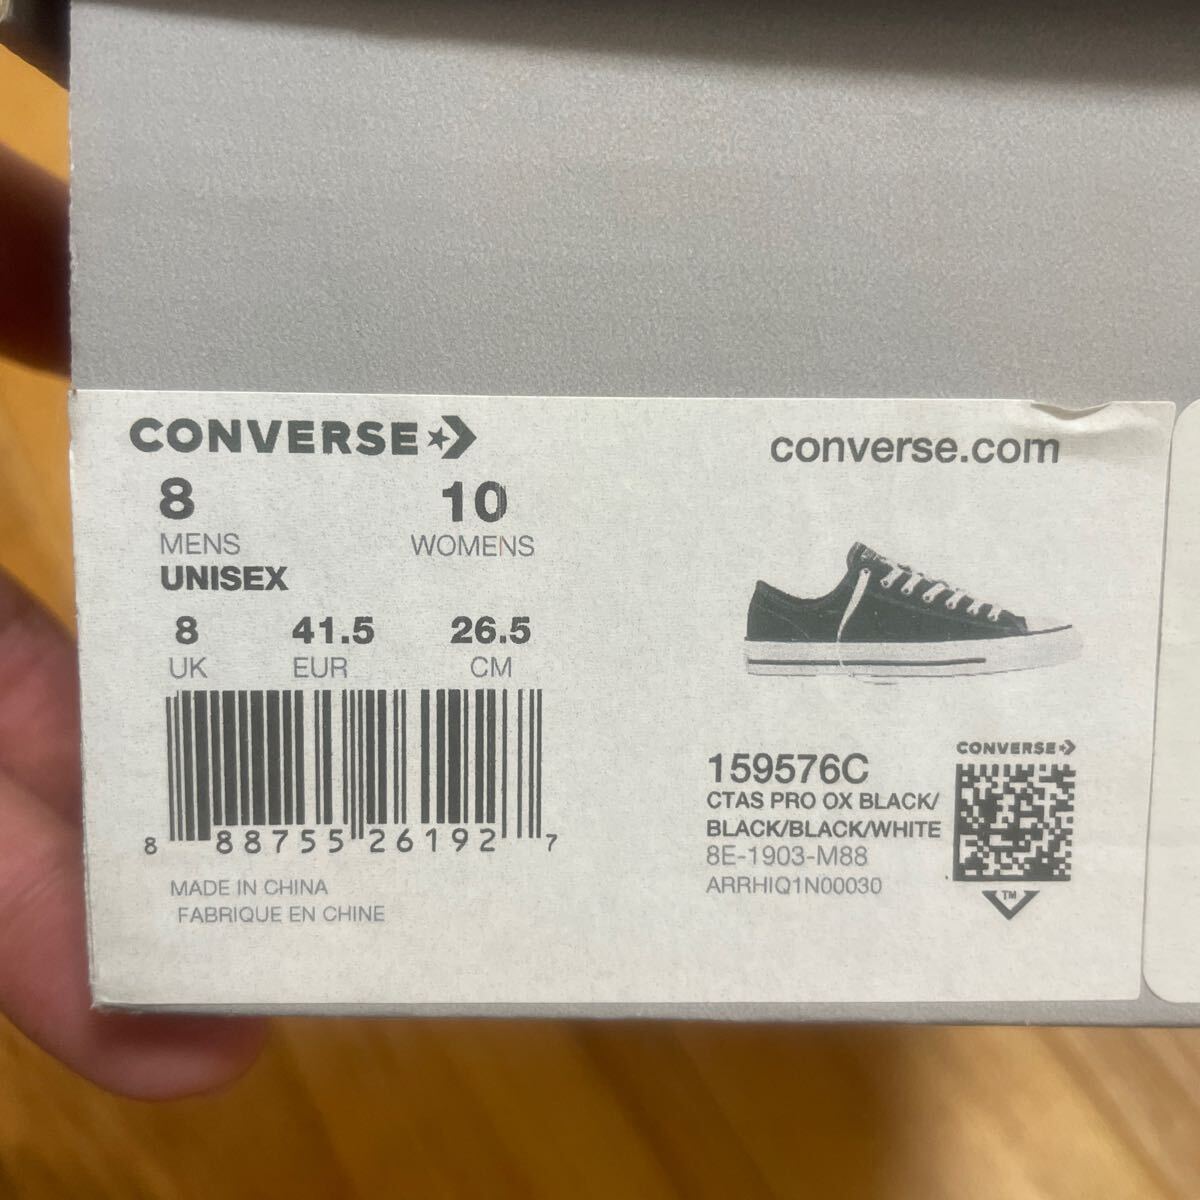 CONVERSE
converse.com
8 10
MENS WOMENS
UNISEX
8 41.5 26.5
UK EUR CM
8 88755 26192 7
MADE IN CHINA
FABRIQUE EN CHINE
159576C
CTAS PRO OX BLACK/
BLACK/BLACK/WHITE
8E-1903-M88
ARRHIQ1N00030
CONVERSE
TM